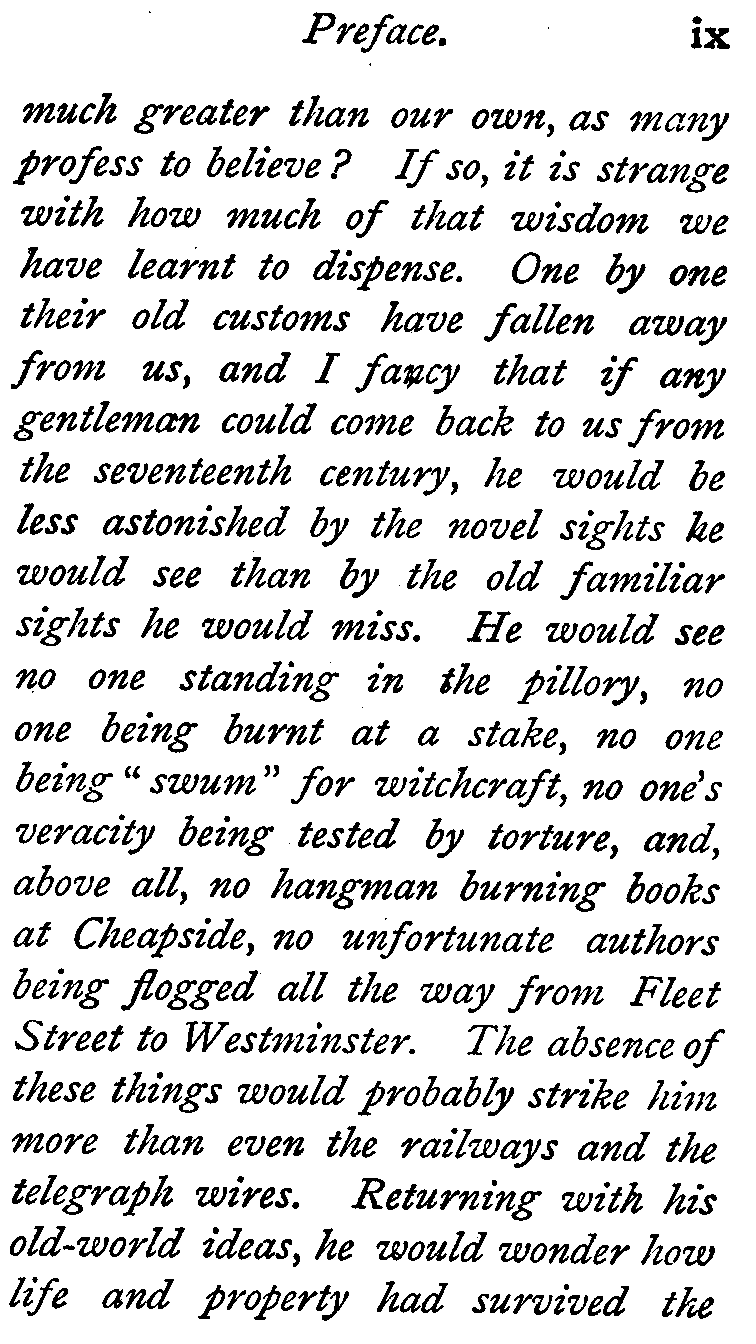 Preface. ix
much greater than our own, as many
profess to believe? If so, it is strange
with how much of that wisdom we
have learnt to dispense. One by one
their old customs have fallen away
from us, and I fancy that if any
gentleman could come back to us from
the seventeenth century, he would be
less astonished by the novel sights he
would see than by the old familiar
sights he would miss. He would see
no one standing in the pillory, no
one being burnt at a stake, no one
being "swum" for witchcraft, no one's
veracity being tested by torture, and,
above all, no hangman burning books
at Cheapside, no unfortunate authors
being flogged all the way from Fleet
Street to Westminster. The absence of
these things would probably strike him
more than even the railways and the
telegraph wires. Returning with his
old-world ideas, he would wonder how
life and property had survived the